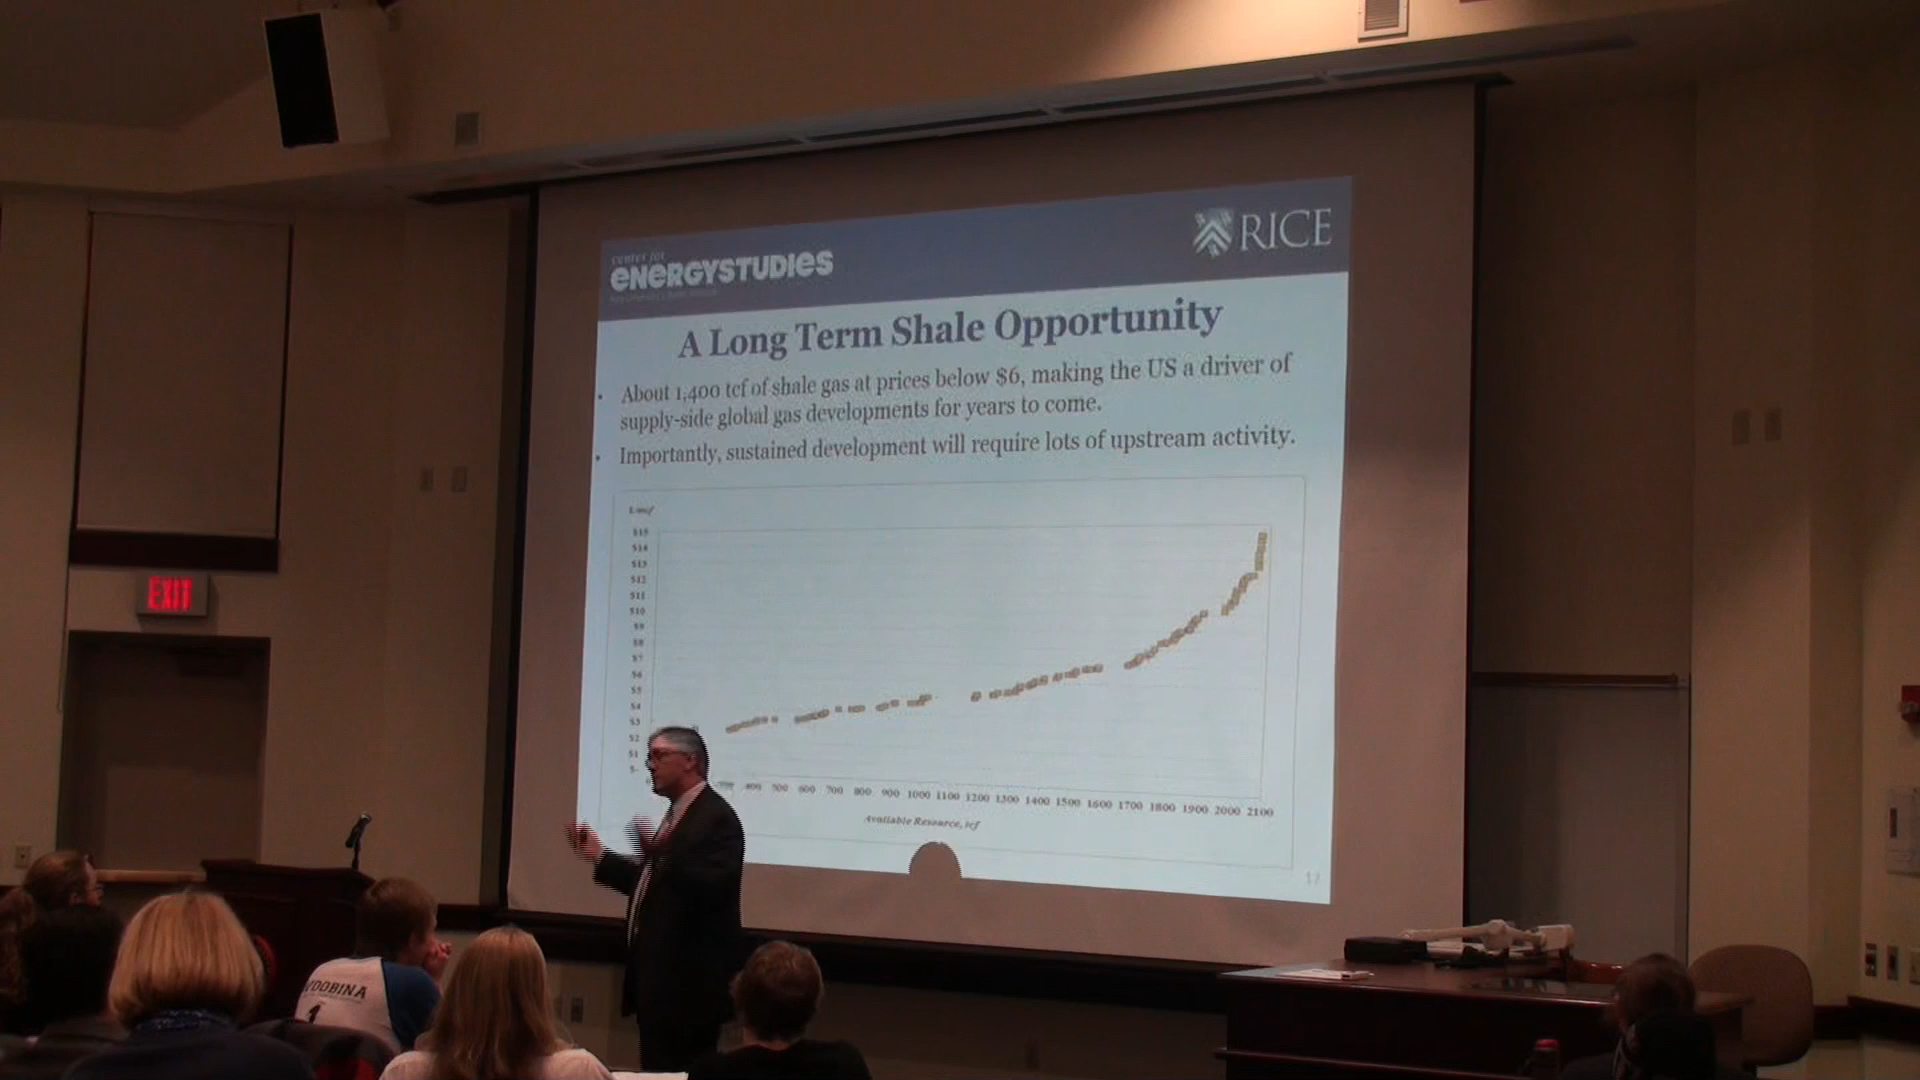 center for
eNeRGYSTUDIeS
RICE
A Long Term Shale Opportunity
• About 1,400 tcf of shale gas at prices below $6, making the US a driver of
supply-side global gas developments for years to come.
• Importantly, sustained development will require lots of upstream activity.
$/mcf
$15
$14
$13
$12
$11
$10
$9
$8
$7
$6
$5
$4
$3
$2
$1
$-
400 500 600 700 800 900 1000 1100 1200 1300 1400 1500 1600 1700 1800 1900 2000 2100
Available Resource, tcf
17
EXIT
DOBINA
1